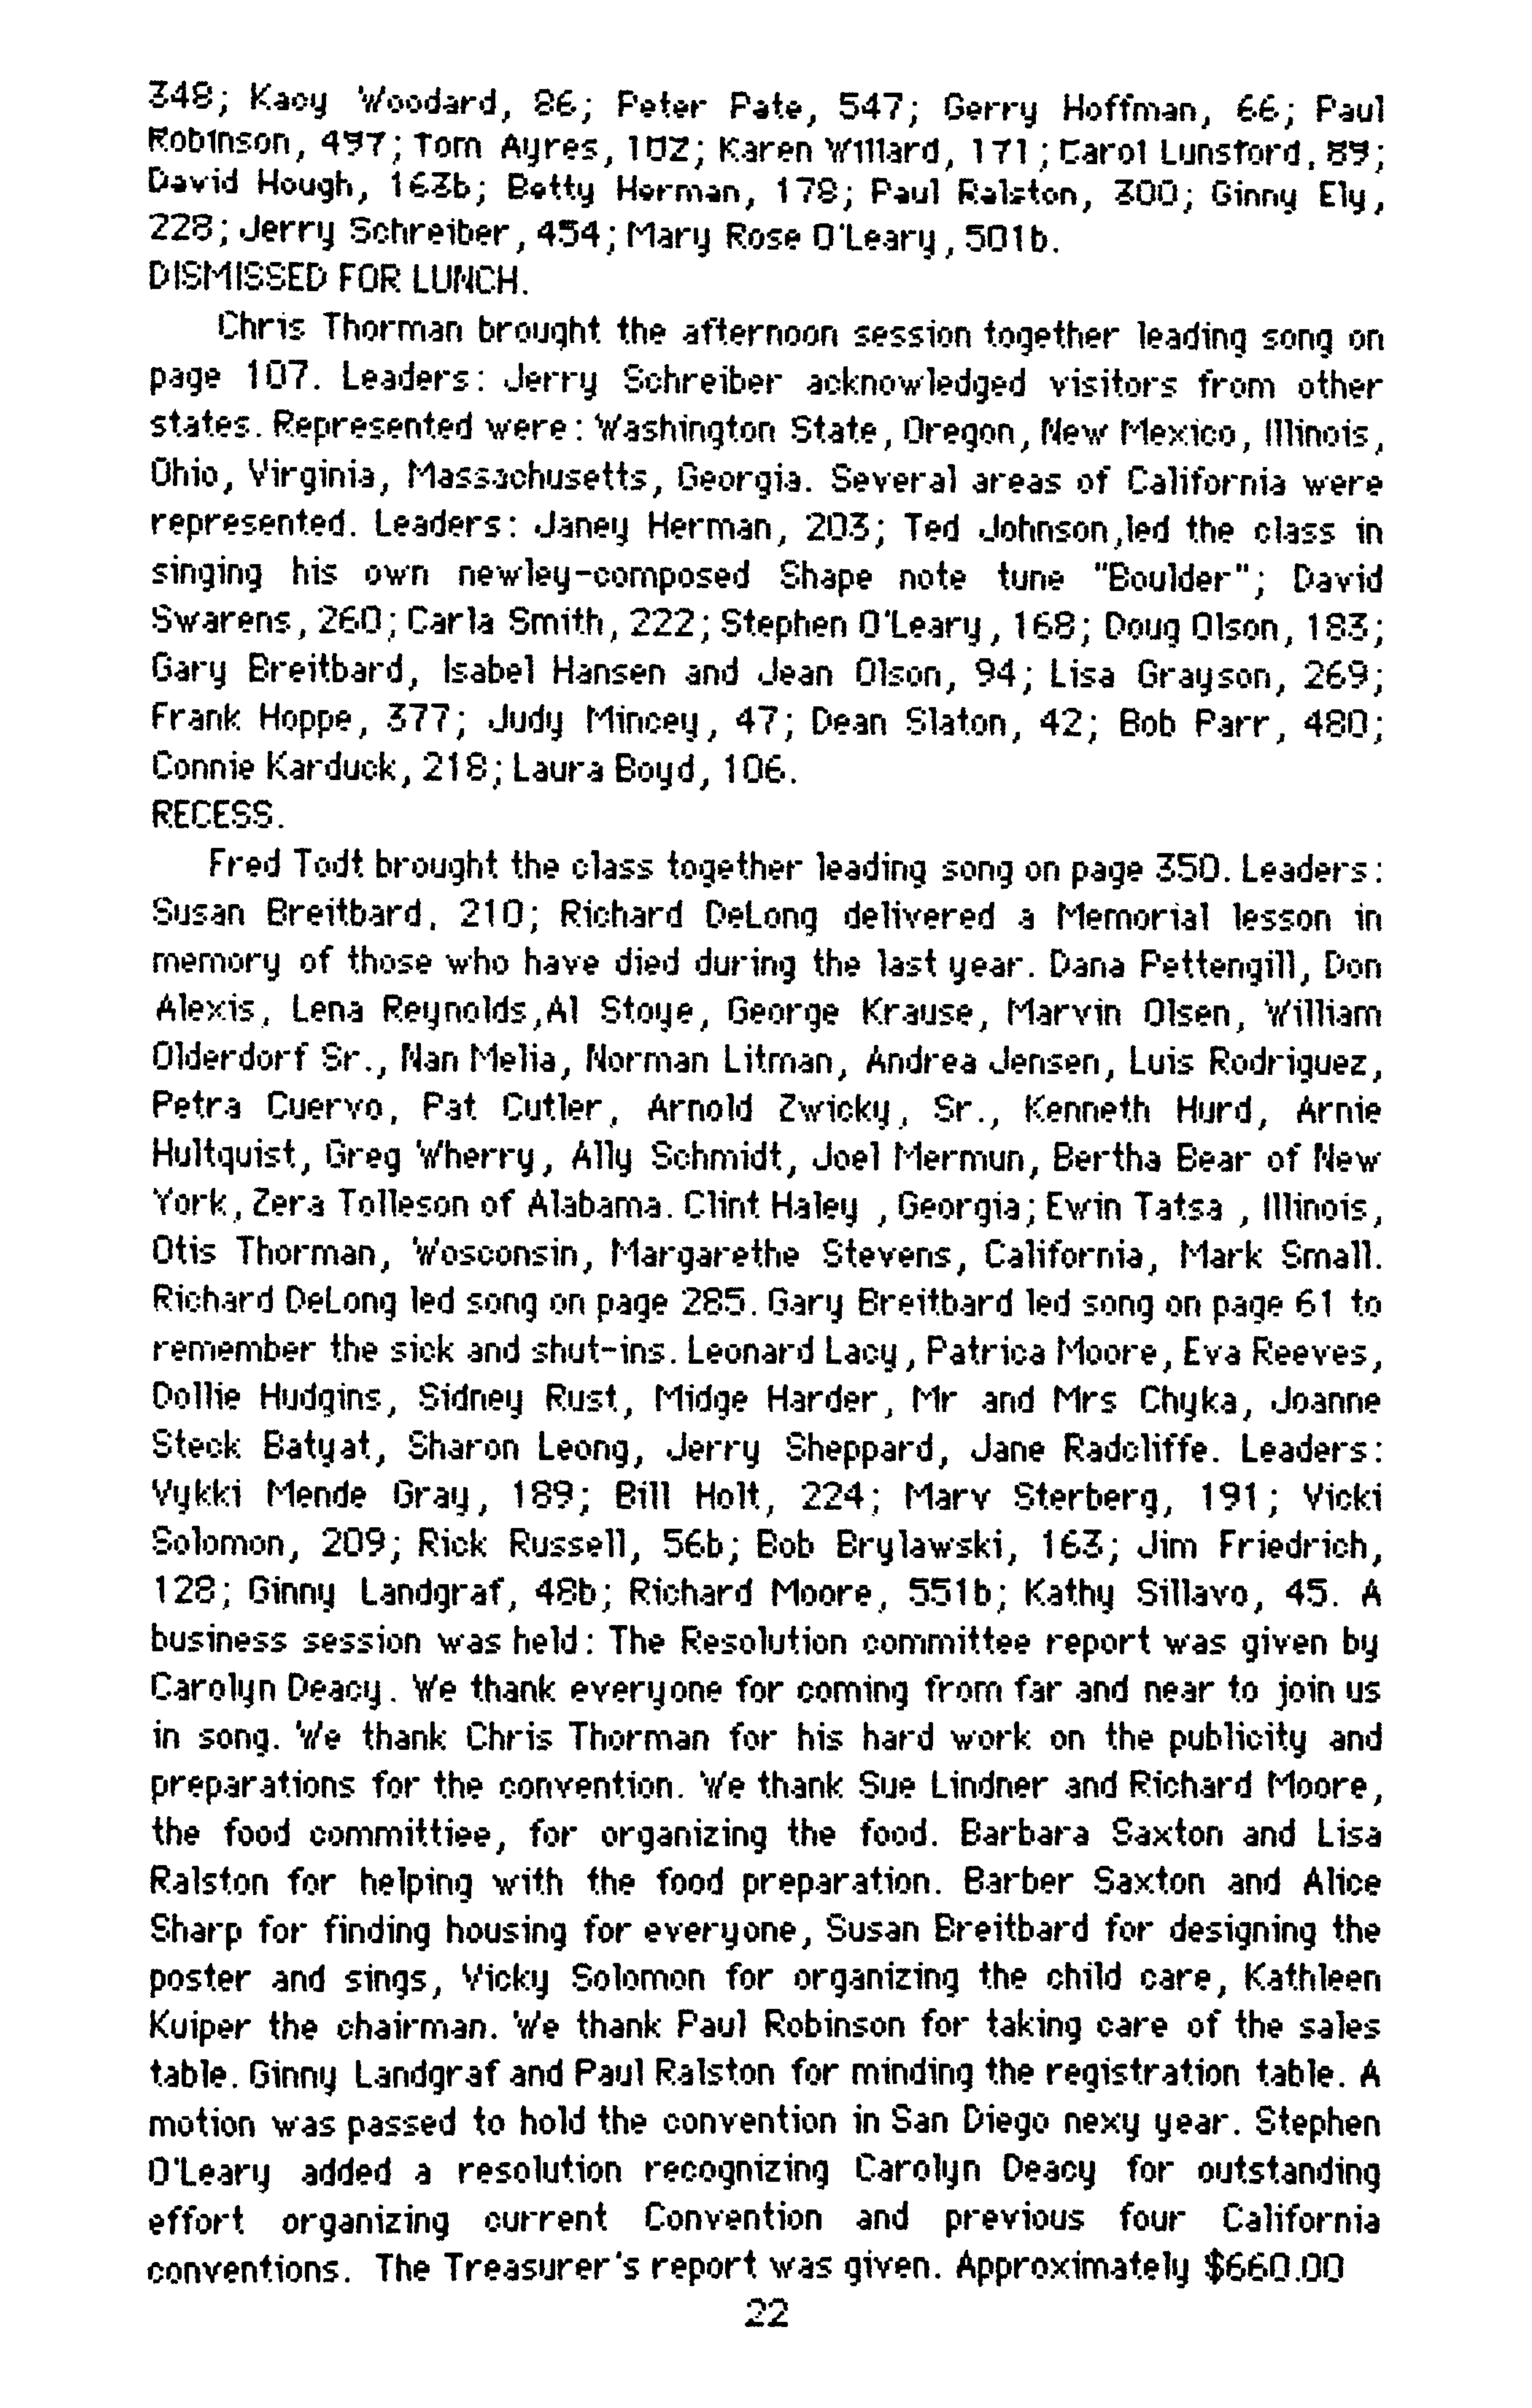 348; Kacy Woodard, 86; Peter Pate, 547; Gerry Hoffman, 66; Paul
Robinson, 497; Tom Ayres, 102; Karen Willard, 171; Carol Lunsford, 89;
David Hough, 163b; Betty Herman, 178; Paul Ralston, 300; Ginny Ely,
228; Jerry Schreiber, 454; Mary Rose O'Leary, 501b.
DISMISSED FOR LUNCH.
Chris Thorman brought the afternoon session together leading song on
page 107. Leaders: Jerry Schreiber acknowledged visitors from other
states. Represented were: Washington State, Oregon, New Mexico, Illinois,
Ohio, Virginia, Massachusetts, Georgia. Several areas of California were
represented. Leaders: Janey Herman, 203; Ted Johnson,led the class in
singing his own newley-composed Shape note tune "Boulder"; David
Swarens, 260; Carla Smith, 222; Stephen O'Leary, 168; Doug Olson, 183;
Gary Breitbard, Isabel Hansen and Jean Olson, 94; Lisa Grayson, 269;
Frank Hoppe, 377; Judy Mincey, 47; Dean Slaton, 42; Bob Parr, 480;
Connie Karduck, 218; Laura Boyd, 106.
RECESS.
Fred Todt brought the class together leading song on page 350. Leaders:
Susan Breitbard, 210; Richard DeLong delivered a Memorial lesson in
memory of those who have died during the last year. Dana Pettengill, Don
Alexis, Lena Reynolds,Al Stoye, George Krause, Marvin Olsen, William
Olderdorf Sr., Nan Melia, Norman Litman, Andrea Jensen, Luis Rodriguez,
Petra Cuervo, Pat Cutler, Arnold Zwicky, Sr., Kenneth Hurd, Arnie
Hultquist, Greg Wherry, Ally Schmidt, Joel Mermun, Bertha Bear of New
York, Zera Tolleson of Alabama. Clint Haley , Georgia; Ewin Tatsa , Illinois,
Otis Thorman, Wosconsin, Margarethe Stevens, California, Mark Small.
Richard DeLong led song on page 285. Gary Breitbard led song on page 61 to
remember the sick and shut-ins. Leonard Lacy, Patrica Moore, Eva Reeves,
Dollie Hudgins, Sidney Rust, Midge Harder, Mr and Mrs Chyka, Joanne
Steck Batyat, Sharon Leong, Jerry Sheppard, Jane Radcliffe. Leaders:
Vykki Mende Gray, 189; Bill Holt, 224; Marv Sterberg, 191; Vicki
Solomon, 209; Rick Russell, 56b; Bob Brylawski, 163; Jim Friedrich,
128; Ginny Landgraf, 48b; Richard Moore, 551b; Kathy Sillavo, 45. A
business session was held: The Resolution committee report was given by
Carolyn Deacy. We thank everyone for coming from far and near to join us
in song. We thank Chris Thorman for his hard work on the publicity and
preparations for the convention. We thank Sue Lindner and Richard Moore,
the food committiee, for organizing the food. Barbara Saxton and Lisa
Ralston for helping with the food preparation. Barber Saxton and Alice
Sharp for finding housing for everyone, Susan Breitbard for designing the
poster and sings, Vicky Solomon for organizing the child care, Kathleen
Kuiper the chairman. We thank Paul Robinson for taking care of the sales
table. Ginny Landgraf and Paul Ralston for minding the registration table. A
motion was passed to hold the convention in San Diego nexy year. Stephen
O'Leary added a resolution recognizing Carolyn Deacy for outstanding
effort organizing current Convention and previous four California
conventions. The Treasurer's report was given. Approximately $660.00
22